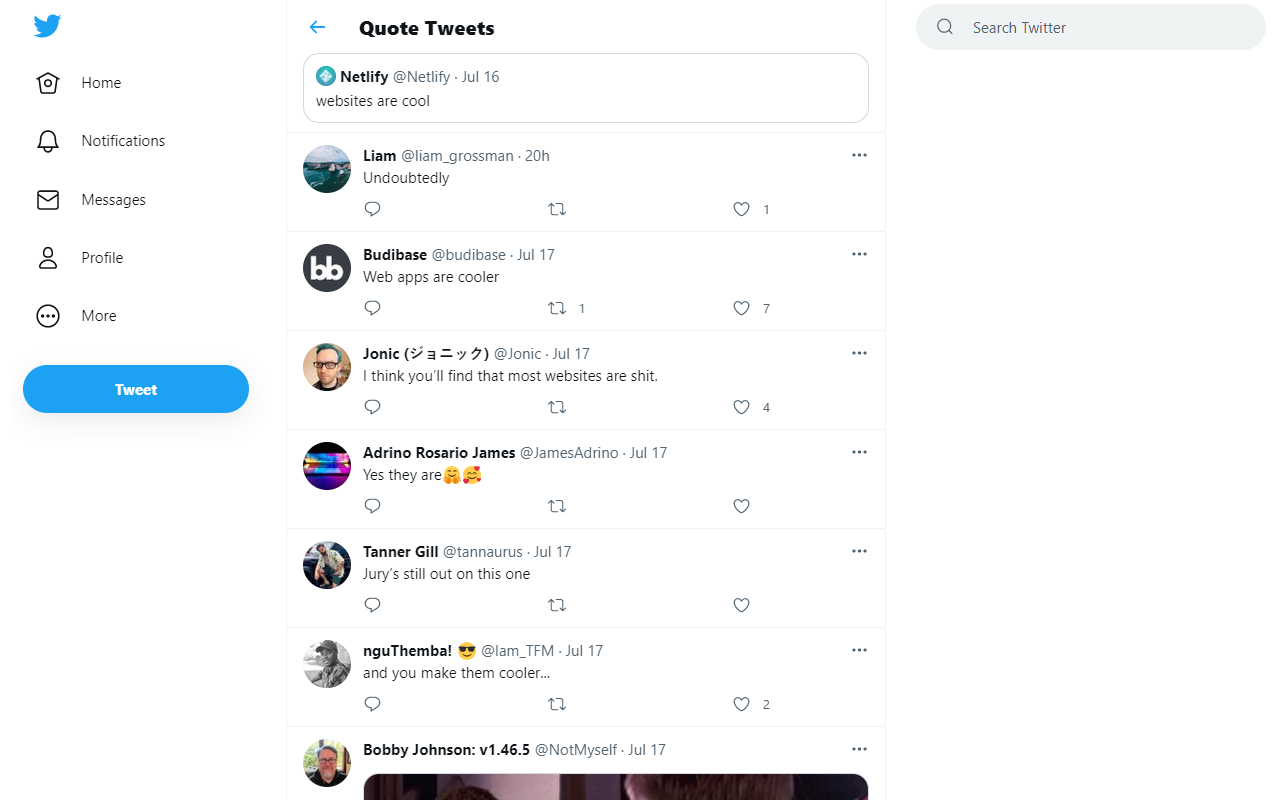 Quote Tweets
Search Twitter
Home
Notifications
Messages
Profile
More
Tweet
Netlify @Netlify · Jul 16
websites are cool
Liam @liam_grossman · 20h
Undoubtedly
1
bb
Budibase @budibase · Jul 17
Web apps are cooler
1 7
Jonic (ジョニック) @Jonic · Jul 17
I think you’ll find that most websites are shit.
4
Adrino Rosario James @JamesAdrino · Jul 17
Yes they are🤗🥰
Tanner Gill @tannaurus · Jul 17
Jury’s still out on this one
nguThemba! 😎 @Iam_TFM · Jul 17
and you make them cooler...
2
Bobby Johnson: v1.46.5 @NotMyself · Jul 17